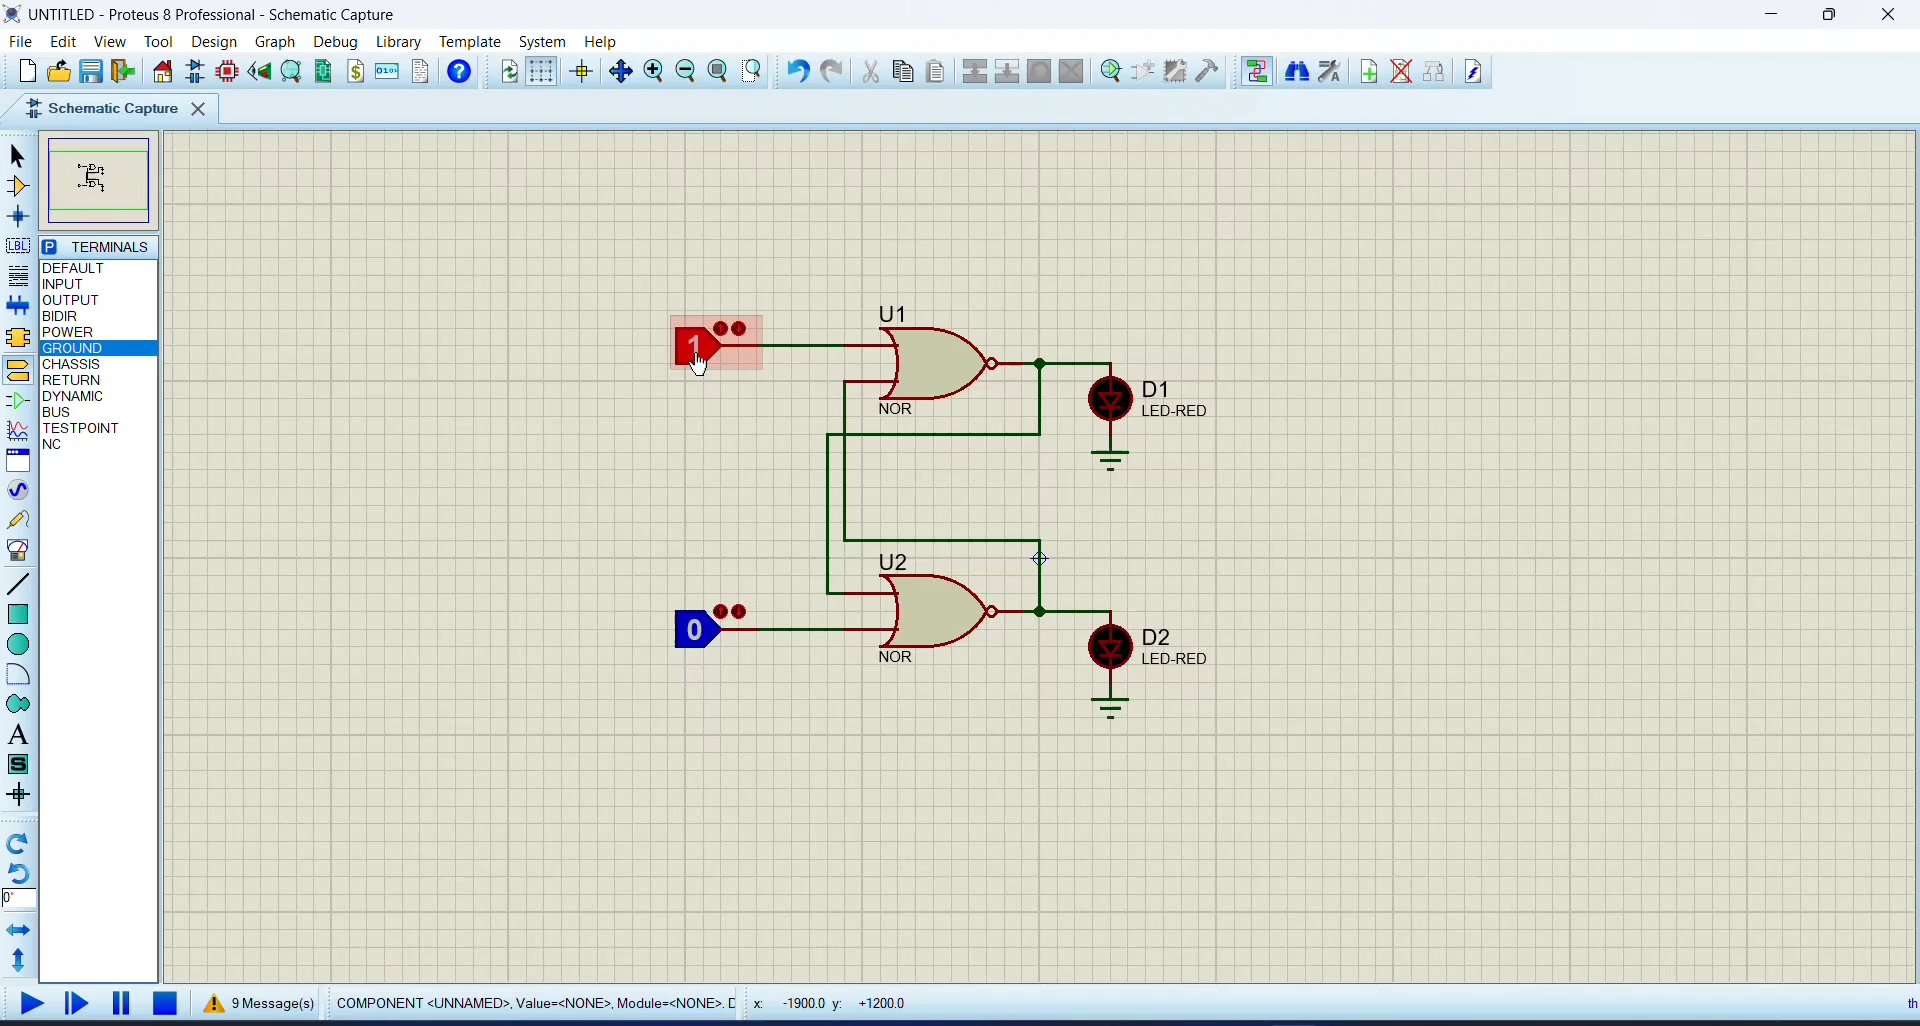 UNTITLED - Proteus 8 Professional - Schematic Capture
File Edit View Tool Design Graph Debug Library Template System Help
$ 0101 ?
Schematic Capture
LBL
P TERMINALS
DEFAULT
INPUT
OUTPUT
BIDIR
POWER
GROUND
CHASSIS
RETURN
DYNAMIC
BUS
TESTPOINT
NC
A
S
0°
U1
1
NOR
D1
LED-RED
U2
0
NOR
D2
LED-RED
9 Message(s) COMPONENT <UNNAMED>, Value=<NONE>, Module=<NONE>. D x: -1900.0 y: +1200.0 th